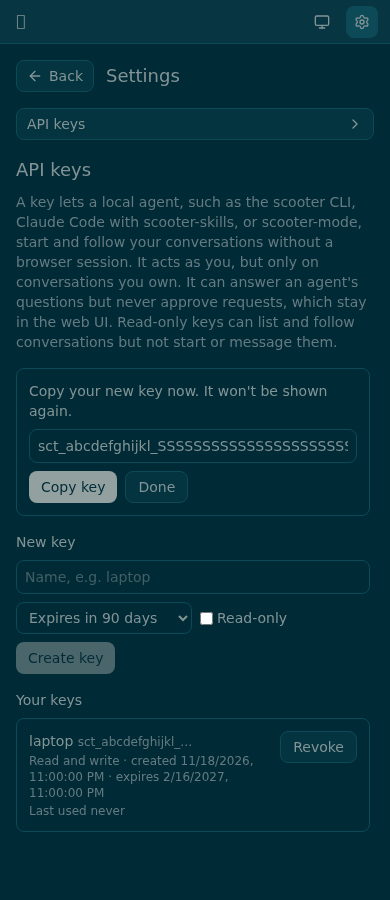 Back
Settings
API keys
API keys
A key lets a local agent, such as the scooter CLI,
Claude Code with scooter-skills, or scooter-mode,
start and follow your conversations without a
browser session. It acts as you, but only on
conversations you own. It can answer an agent's
questions but never approve requests, which stay
in the web UI. Read-only keys can list and follow
conversations but not start or message them.
Copy your new key now. It won't be shown
again.
sct_abcdefghijkl_SSSSSSSSSSSSSSSSSSSSSS
Copy key
Done
New key
Name, e.g. laptop
Expires in 90 days
Read-only
Create key
Your keys
laptop sct_abcdefghijkl_...
Read and write · created 11/18/2026,
11:00:00 PM · expires 2/16/2027,
11:00:00 PM
Last used never
Revoke